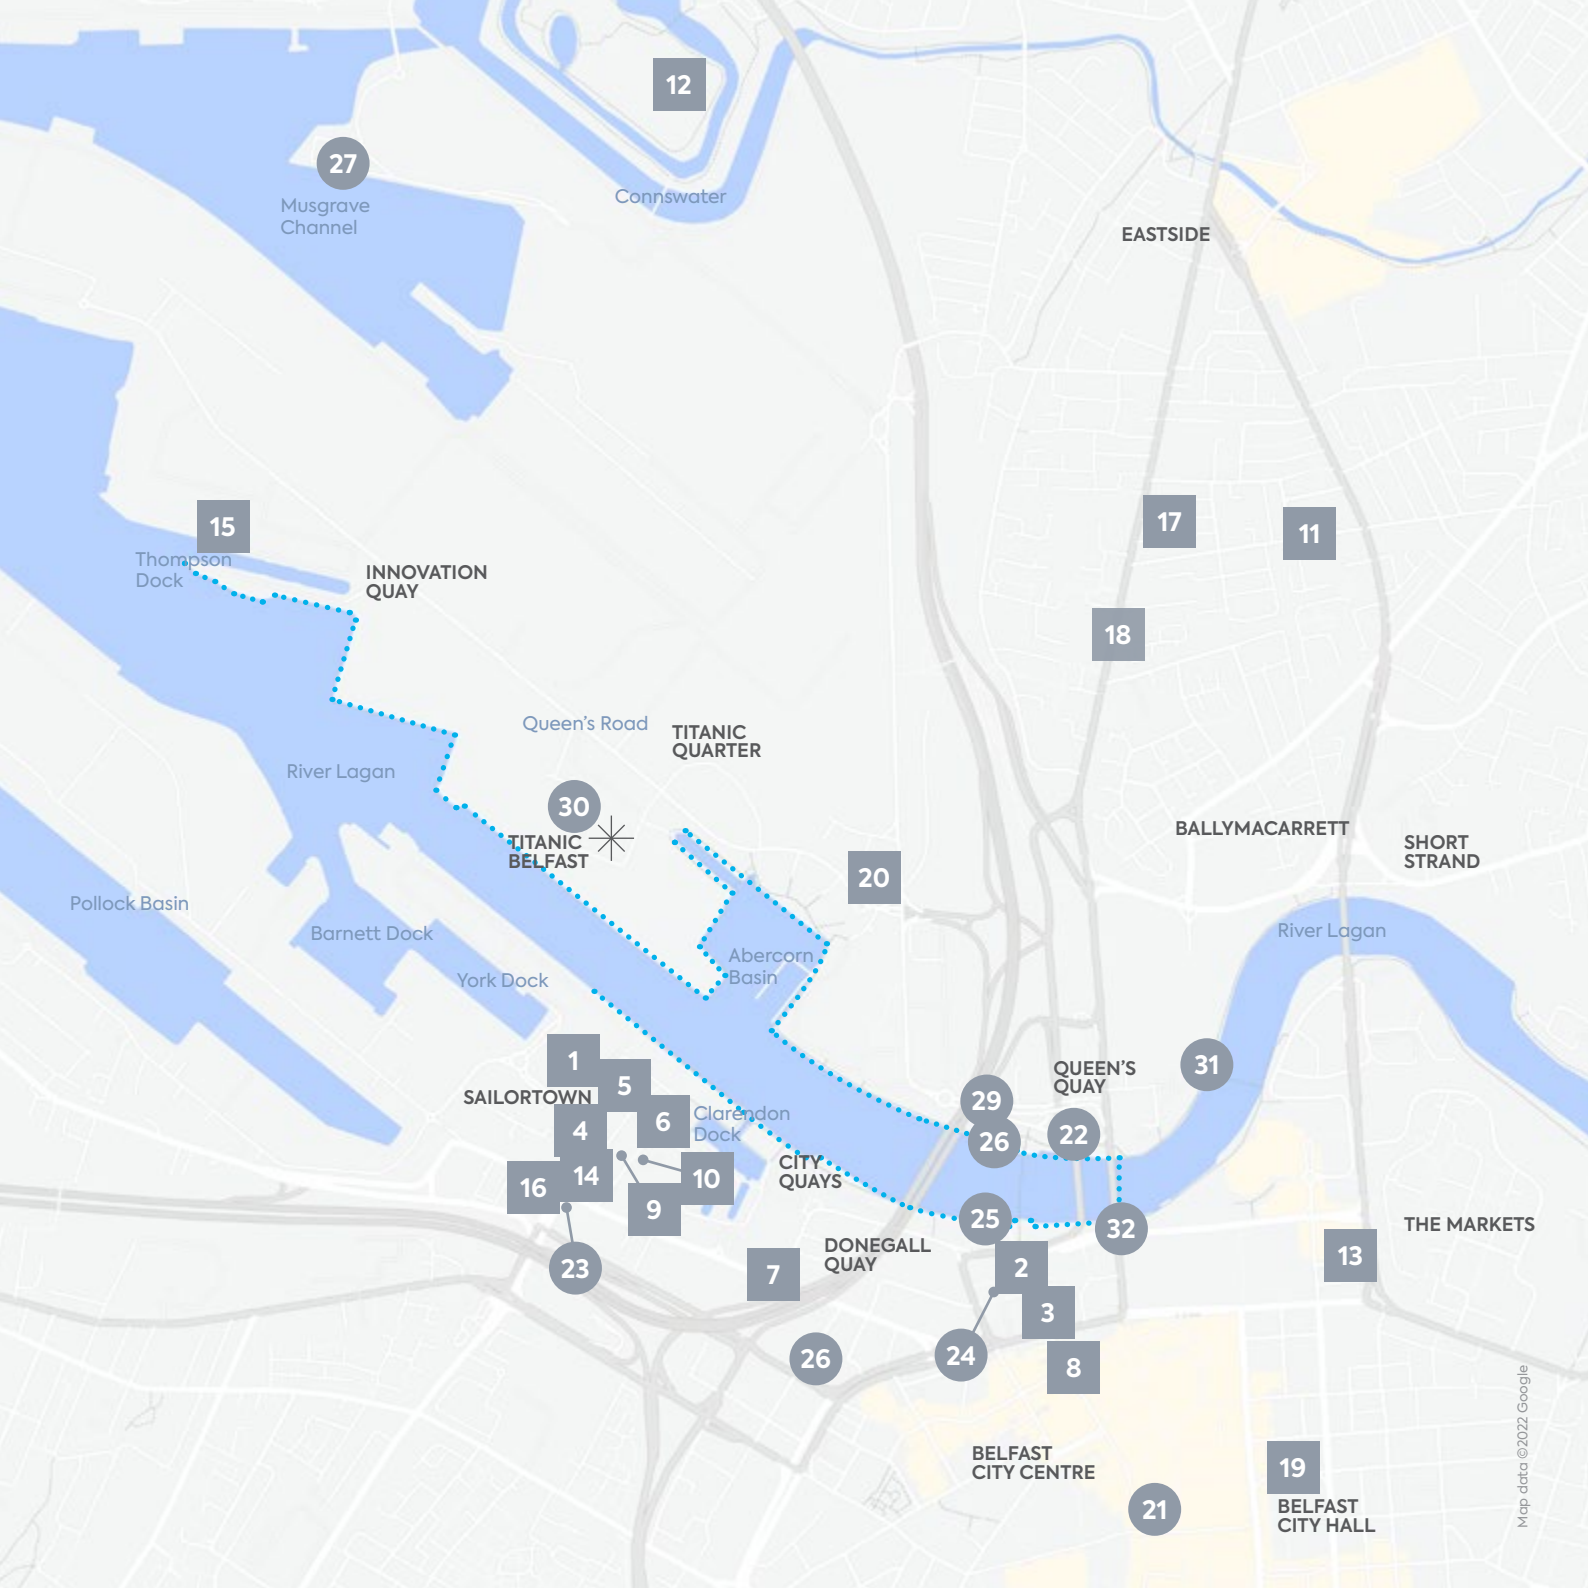 12
27
Musgrave
Channel
Connswater
EASTSIDE
15
Thompson
Dock
INNOVATION
QUAY
17
11
18
Queen's Road
TITANIC
QUARTER
River Lagan
30
TITANIC
BELFAST
20
BALLYMACARRETT
SHORT
STRAND
Pollock Basin
Barnett Dock
York Dock
Abercorn
Basin
River Lagan
1
SAILORTOWN
5
4
6
Clarendon
Dock
16
14
9
10
CITY
QUAYS
23
29
26
QUEEN'S
QUAY
22
31
25
32
7
DONEGALL
QUAY
2
3
24
8
26
13
THE MARKETS
BELFAST
CITY CENTRE
21
19
BELFAST
CITY HALL
Map data ©2022 Google